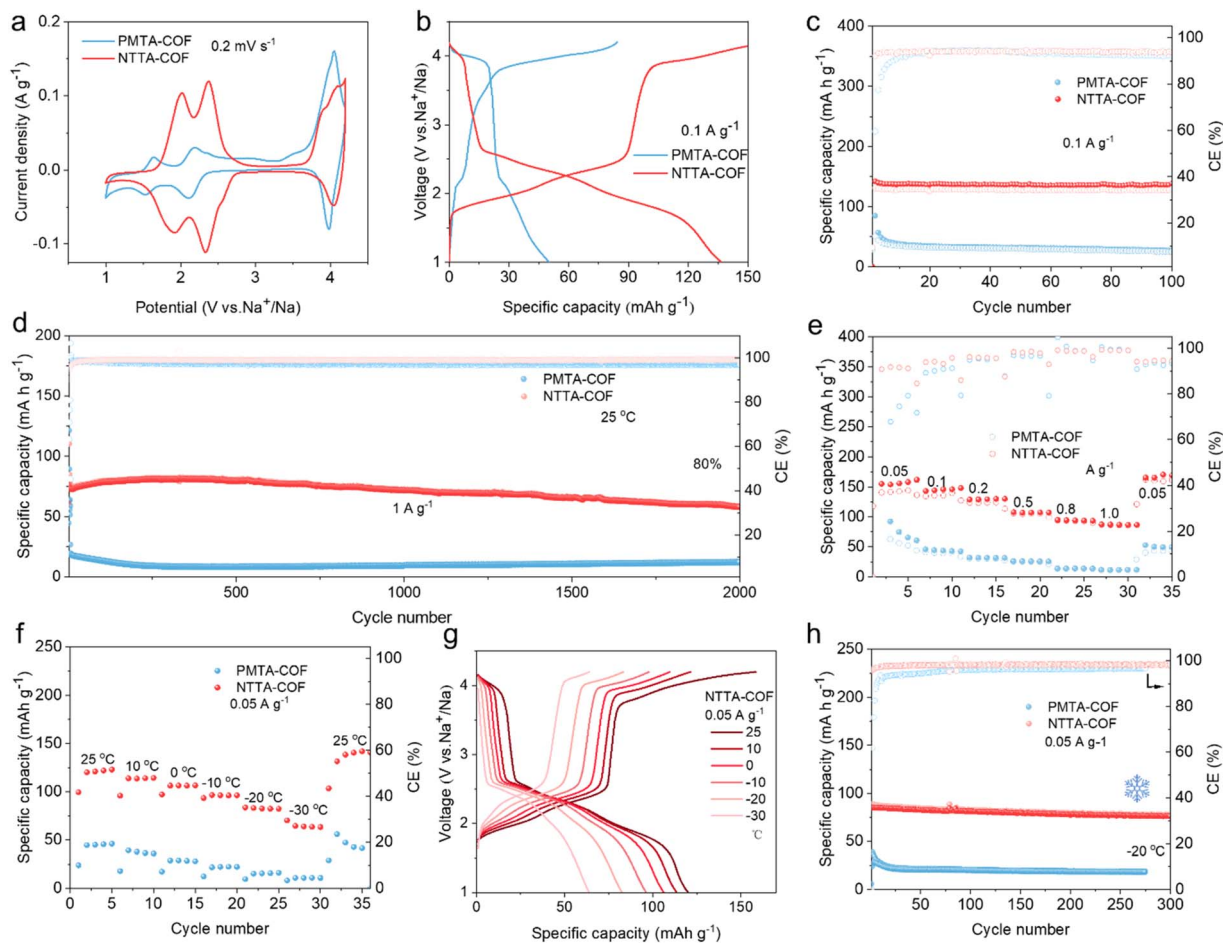 a
0.2
0.1
0.0
-0.1
Current density (A g⁻¹)
PMTA-COF
NTTA-COF
0.2 mV s⁻¹
1
2
3
4
Potential (V vs.Na⁺/Na)
b
4
3
2
1
Voltage (V vs.Na⁺/Na)
0.1 A g⁻¹
PMTA-COF
NTTA-COF
0
30
60
90
120
150
Specific capacity (mAh g⁻¹)
c
400
350
300
250
200
150
100
50
0
Specific capacity (mA h g⁻¹)
PMTA-COF
NTTA-COF
0.1 A g⁻¹
100
80
60
40
20
0
CE (%)
20
40
60
80
100
Cycle number
d
200
175
150
125
100
75
50
25
0
Specific capacity (mA h g⁻¹)
PMTA-COF
NTTA-COF
25 °C
80%
1 A g⁻¹
100
80
60
40
20
0
CE (%)
500
1000
1500
2000
Cycle number
e
400
350
300
250
200
150
100
50
0
Specific capacity (mA h g⁻¹)
PMTA-COF
NTTA-COF
A g⁻¹
0.05
0.1
0.2
0.5
0.8
1.0
0.05
100
80
60
40
20
0
CE (%)
5
10
15
20
25
30
35
Cycle number
f
250
200
150
100
50
0
Specific capacity (mAh g⁻¹)
PMTA-COF
NTTA-COF
0.05 A g⁻¹
25 °C
10 °C
0 °C
-10 °C
-20 °C
-30 °C
25 °C
100
80
60
40
20
0
CE (%)
0
5
10
15
20
25
30
35
Cycle number
g
4
3
2
1
Voltage (V vs.Na⁺/Na)
NTTA-COF
0.05 A g⁻¹
25
10
0
-10
-20
-30
℃
0
50
100
150
Specific capacity (mAh g⁻¹)
h
250
225
200
175
150
125
100
75
50
25
0
Specific capacity (mA h g⁻¹)
PMTA-COF
NTTA-COF
0.05 A g-1
-20 °C
100
80
60
40
20
0
CE (%)
0
50
100
150
200
250
300
Cycle number